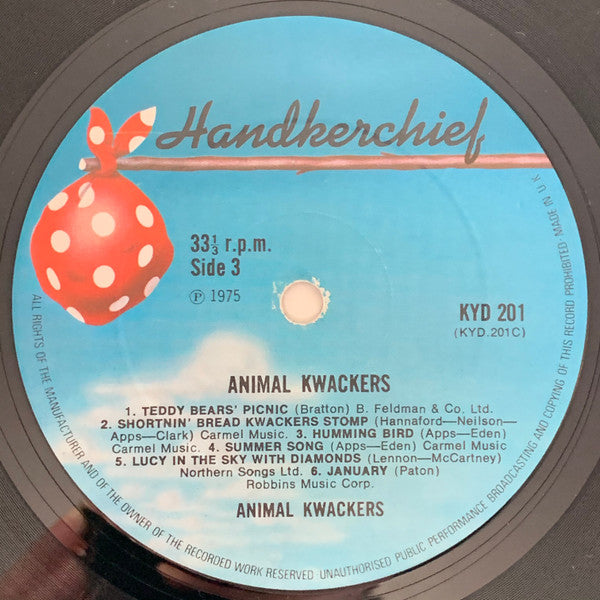 Handkerchief
33⅓ r.p.m.
Side 3
℗ 1975
KYD 201
(KYD.201C)
ANIMAL KWACKERS
1. TEDDY BEARS' PICNIC (Bratton) B. Feldman & Co. Ltd.
2. SHORTNIN' BREAD KWACKERS STOMP (Hannaford—Neilson—
Apps—Clark) Carmel Music. 3. HUMMING BIRD (Apps—Eden)
Carmel Music. 4. SUMMER SONG (Apps—Eden) Carmel Music.
5. LUCY IN THE SKY WITH DIAMONDS (Lennon—McCartney)
Northern Songs Ltd. 6. JANUARY (Paton)
Robbins Music Corp.
ANIMAL KWACKERS
ALL RIGHTS OF THE MANUFACTURER AND OF THE OWNER OF THE RECORDED WORK RESERVED. UNAUTHORISED PUBLIC PERFORMANCE BROADCASTING AND COPYING OF THIS RECORD PROHIBITED. MADE IN U.K.